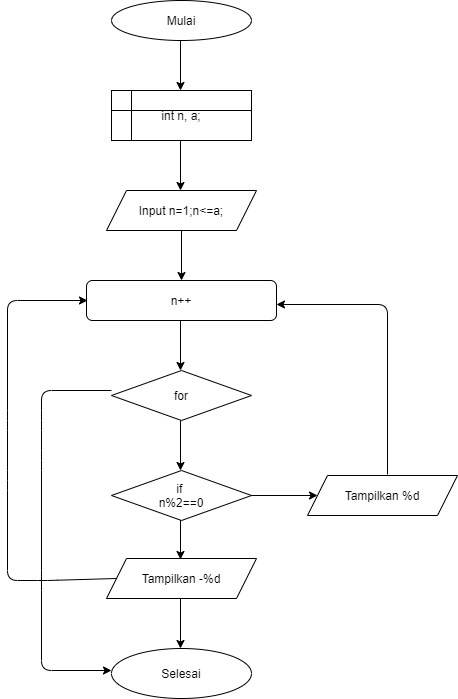 Mulai
int n, a;
Input n=1;n<=a;
n++
for
if
n%2==0
Tampilkan %d
Tampilkan -%d
Selesai